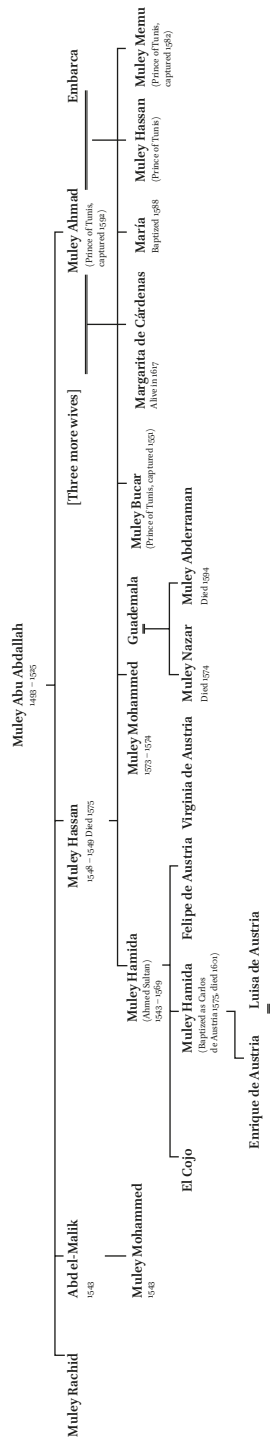 Muley Abu Abdallah
1493 – 1525
Muley Rachid
Abd el-Malik
1543
Muley Hassan
1548 – 1549 Died 1575
[Three more wives]
Muley Ahmad
(Prince of Tunis,
captured 1592)
Embarca
Muley Mohammed
1543
Muley Hamida
(Ahmed Sultan)
1543 – 1569
Muley Mohammed
1573 – 1574
Guademala
Muley Bucar
(Prince of Tunis, captured 1551)
Margarita de Cárdenas
Alive in 1617
María
Baptized 1588
Muley Hassan
(Prince of Tunis)
Muley Memu
(Prince of Tunis,
captured 1582)
El Cojo
Muley Hamida
(Baptized as Carlos
de Austria 1575, died 1601)
Felipe de Austria
Virginia de Austria
Muley Nazar
Died 1574
Muley Abderraman
Died 1594
Enrique de Austria
Luisa de Austria